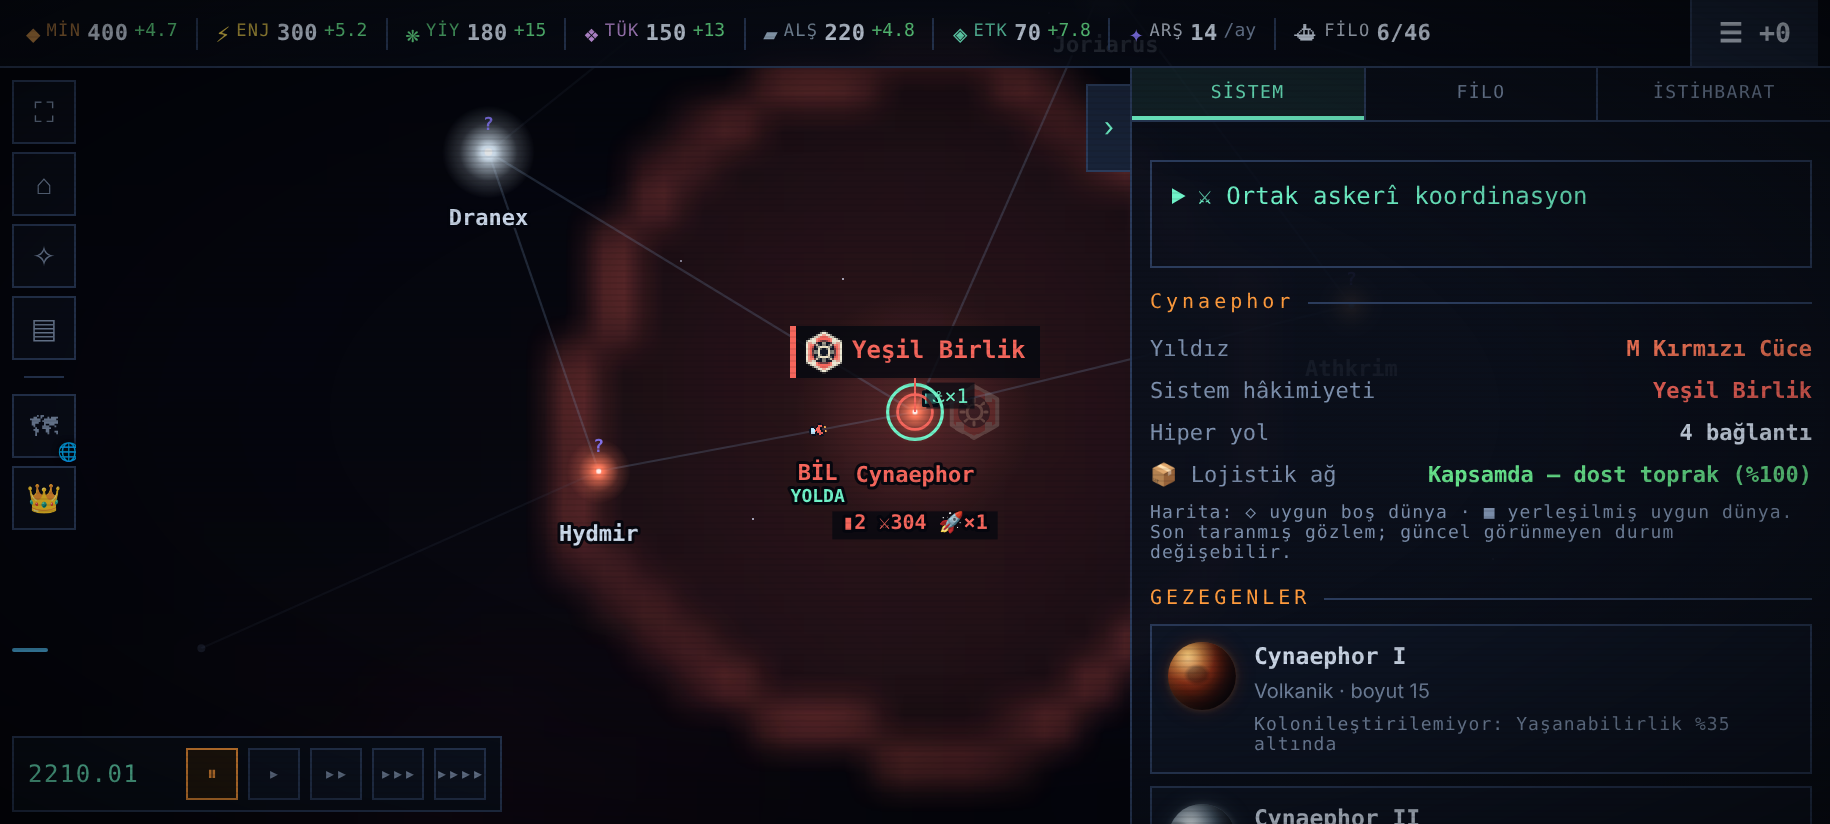 MİN 400 +4.7 ENJ 300 +5.2 YİY 180 +15 TÜK 150 +13 ALŞ 220 +4.8 ETK 70 +7.8 ARŞ 14 /ay FİLO 6/46 ☰ +0
Joriarus
SİSTEM FİLO İSTİHBARAT
›
▶ ⚔ Ortak askerî koordinasyon
?
Dranex
Cynaephor
Yıldız M Kırmızı Cüce
Athkrim
Sistem hâkimiyeti Yeşil Birlik
Hiper yol 4 bağlantı
📦 Lojistik ağ Kapsamda — dost toprak (%100)
Harita: ◇ uygun boş dünya · ■ yerleşilmiş uygun dünya.
Son taranmış gözlem; güncel görünmeyen durum
değişebilir.
Yeşil Birlik
×1
?
BİL
YOLDA
Cynaephor
▮2 ⚔304 🚀×1
Hydmir
GEZEGENLER
Cynaephor I
Volkanik · boyut 15
Kolonileştirilemiyor: Yaşanabilirlik %35
altında
Cynaephor II
2210.01